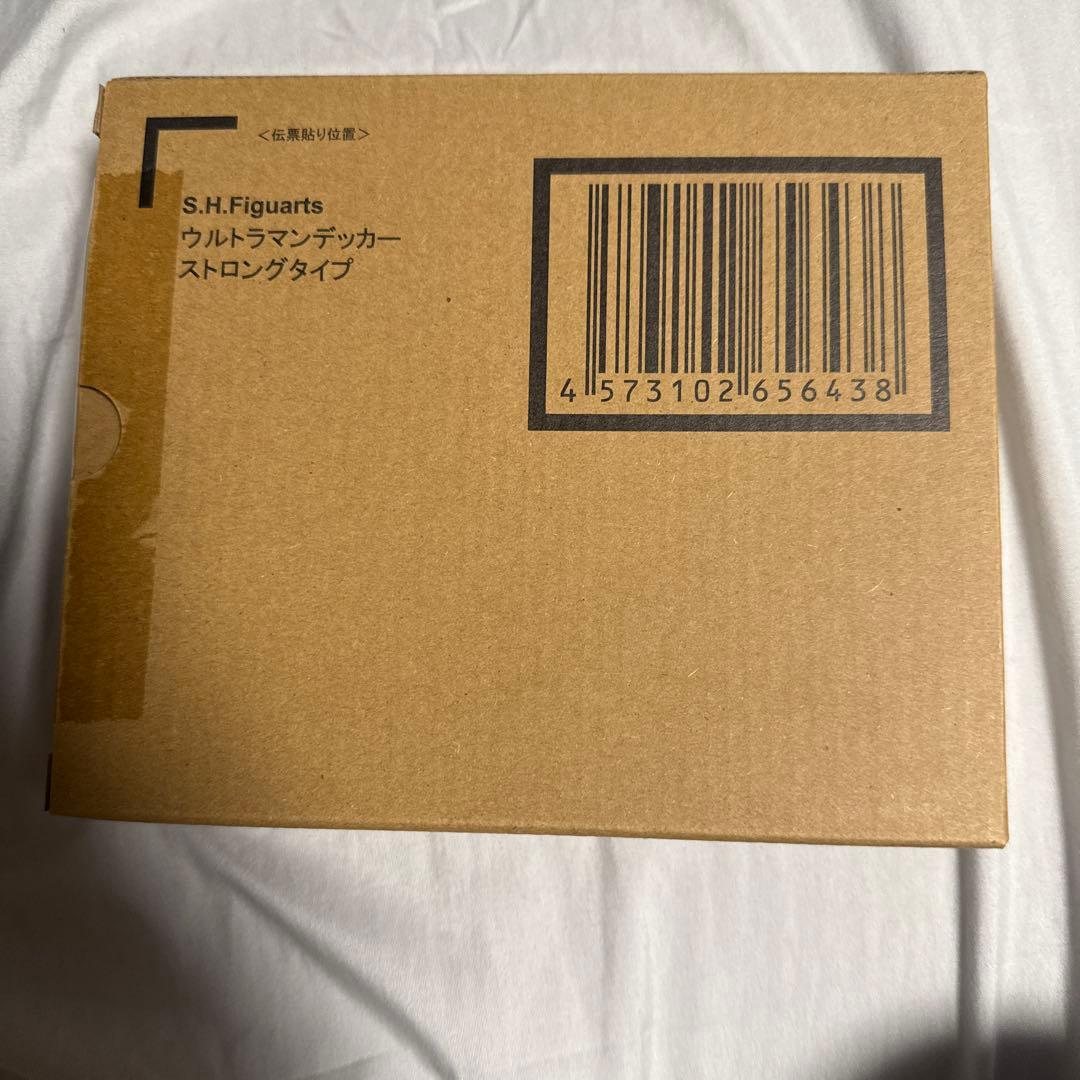 ＜伝票貼り位置＞
S.H.Figuarts
ウルトラマンデッカー
ストロングタイプ
4 573102 656438